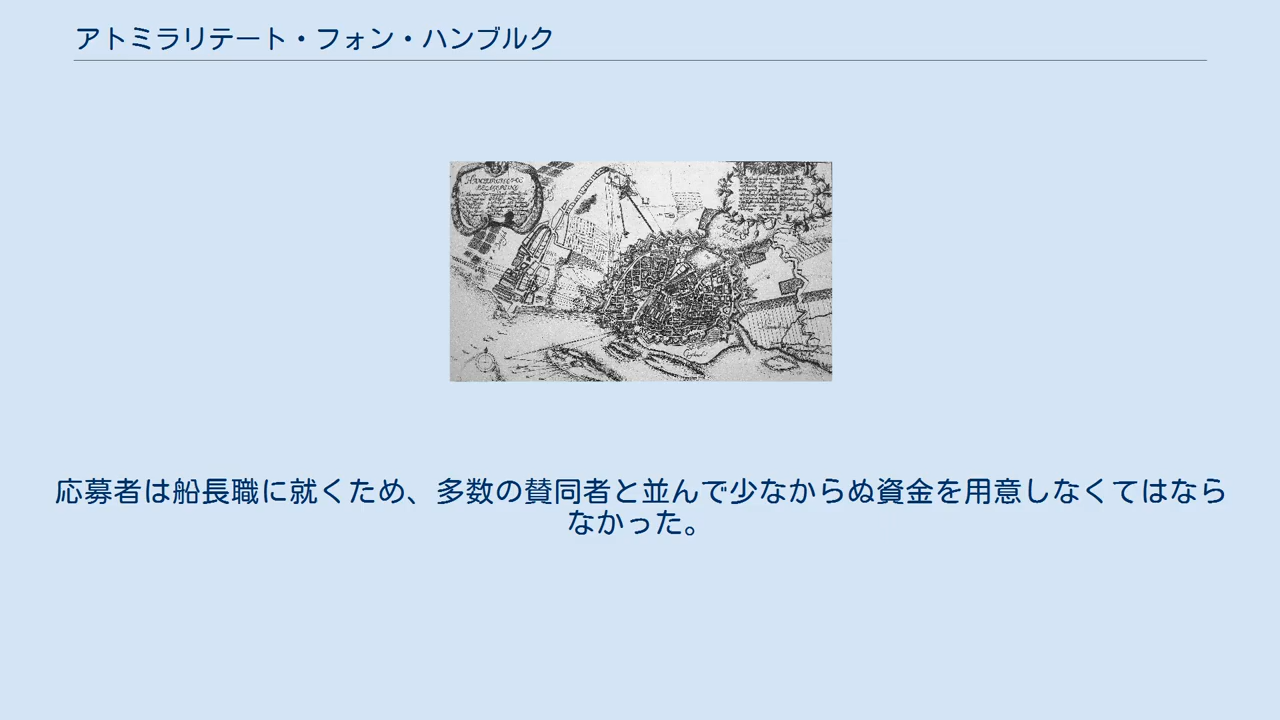 アトミラリテート・フォン・ハンブルク
応募者は船長職に就くため、多数の賛同者と並んで少なからぬ資金を用意しなくてはなら
なかった。